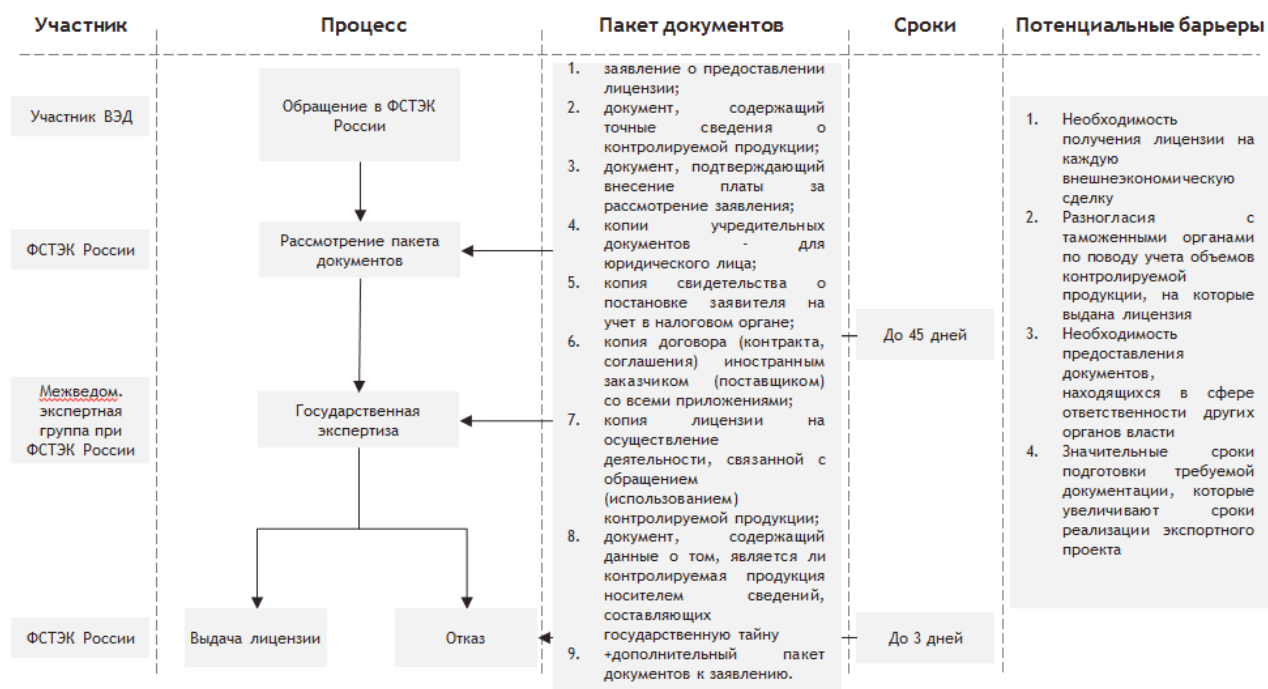 Участник
Процесс
Пакет документов
Сроки
Потенциальные барьеры
Участник ВЭД
ФСТЭК России
Межведом.
экспертная
группа при
ФСТЭК России
ФСТЭК России
Обращение в ФСТЭК
России
Рассмотрение пакета
документов
Государственная
экспертиза
Выдача лицензии
Отказ
1. заявление о предоставлении
лицензии;
2. документ, содержащий
точные сведения о
контролируемой продукции;
3. документ, подтверждающий
внесение платы за
рассмотрение заявления;
4. копии учредительных
документов - для
юридического лица;
5. копия свидетельства о
постановке заявителя на
учет в налоговом органе;
6. копия договора (контракта,
соглашения) иностранным
заказчиком (поставщиком)
со всеми приложениями;
7. копия лицензии на
осуществление
деятельности, связанной с
обращением
(использованием)
контролируемой продукции;
8. документ, содержащий
данные о том, является ли
контролируемая продукция
носителем сведений,
составляющих
государственную тайну
9. +дополнительный пакет
документов к заявлению.
До 45 дней
До 3 дней
1. Необходимость
получения лицензии на
каждую
внешнеэкономическую
сделку
2. Разногласия с
таможенными органами
по поводу учета объемов
контролируемой
продукции, на которые
выдана лицензия
3. Необходимость
предоставления
документов,
находящихся в сфере
ответственности других
органов власти
4. Значительные сроки
подготовки требуемой
документации, которые
увеличивают сроки
реализации экспортного
проекта